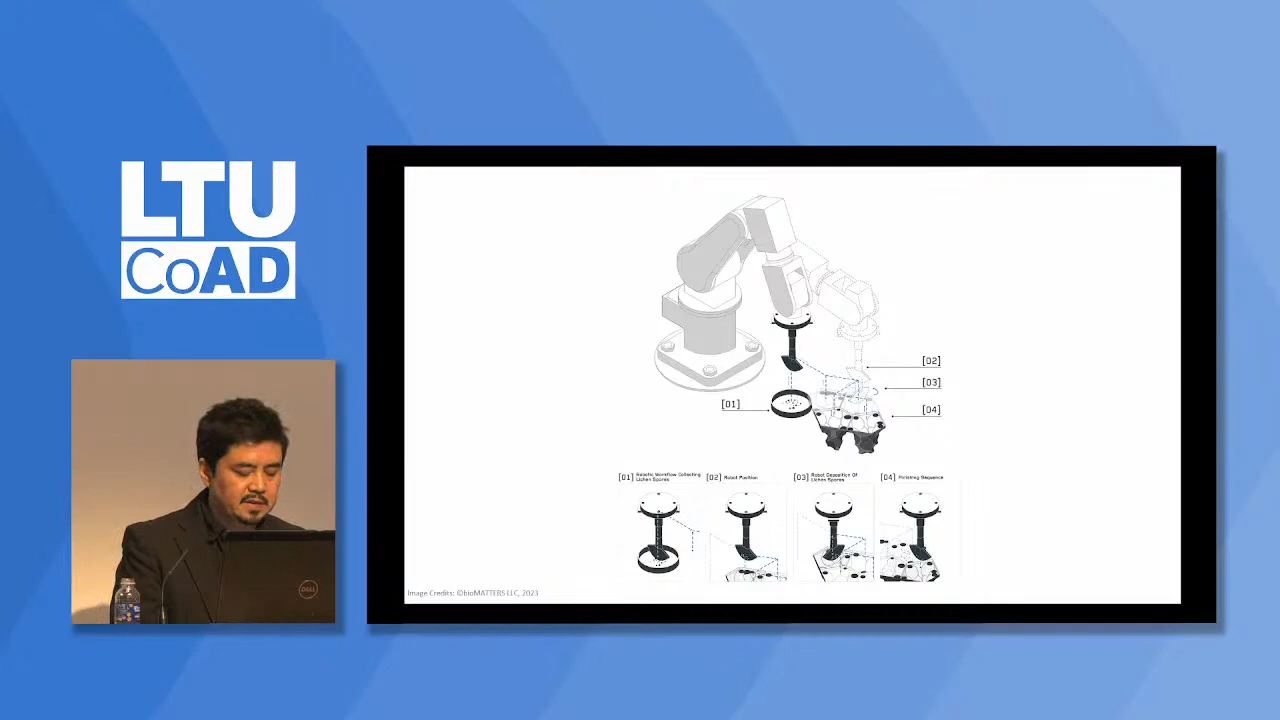 LTU
CoAD
[02]
[03]
[01]
[04]
[01] Robotic Workflow Collecting
Lichen Spores
[02] Robot Position
[03] Robot Deposition Of
Lichen Spores
[04] Finishing Sequence
DELL
Image Credits: ©bioMATTERS LLC, 2023